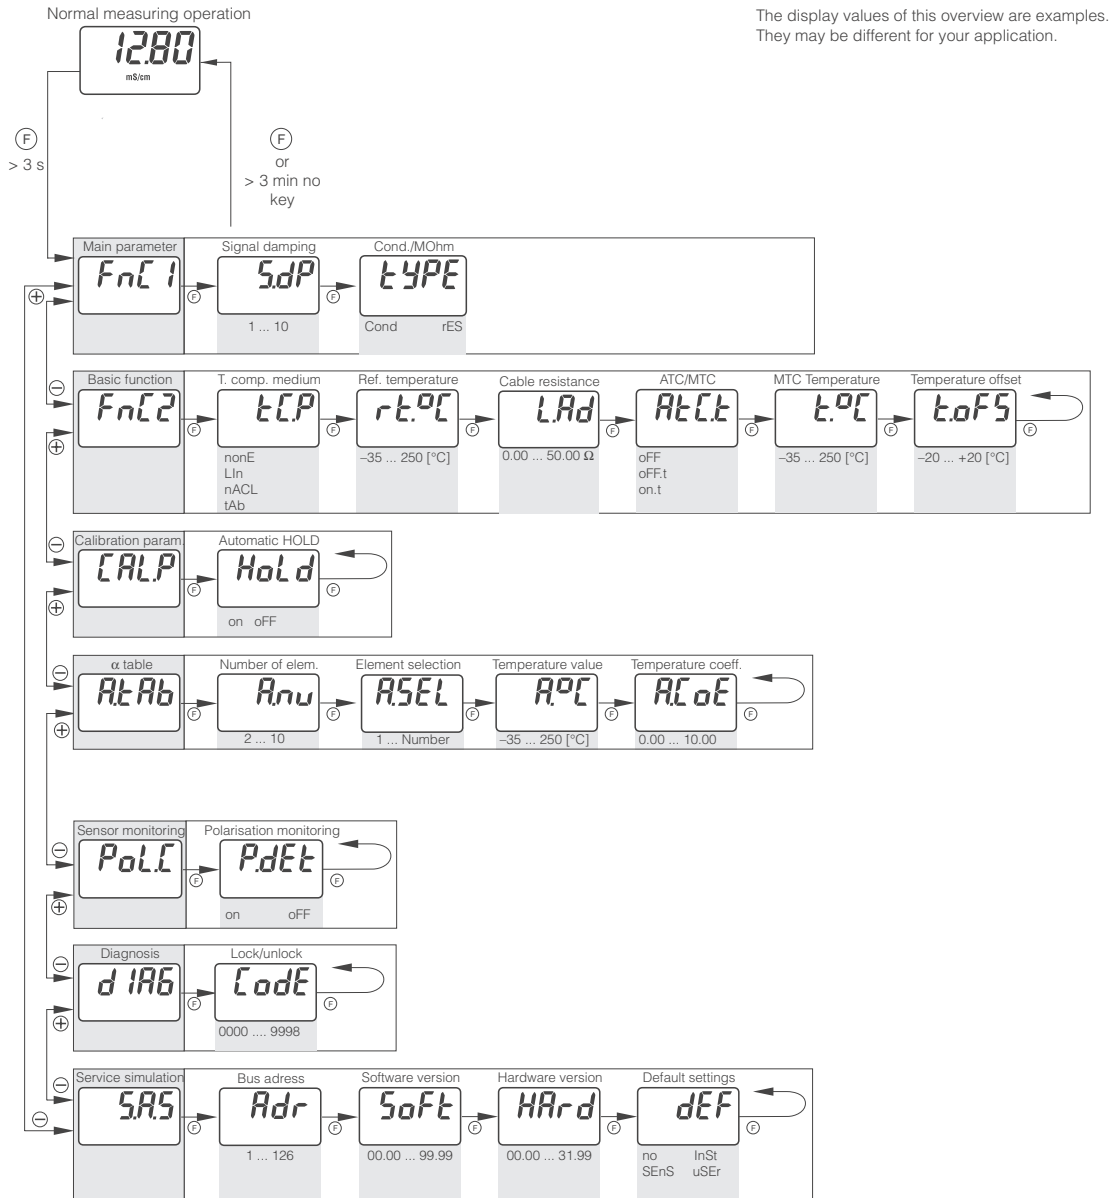 Normal measuring operation
The display values of this overview are examples.
They may be different for your application.
12.80
mS/cm
F
> 3 s
F
or
> 3 min no
key
Main parameter
Signal damping
Cond./MOhm
FnC1
S.dP
tYPE
F
F
1 ... 10
Cond
rES
Basic function
T. comp. medium
Ref. temperature
Cable resistance
ATC/MTC
MTC Temperature
Temperature offset
FnC2
tC.P
rt.ºC
L.Ad
AtC.t
t.ºC
t.oFS
F
F
F
F
F
F
F
nonE
LIn
nACL
tAb
–35 ... 250 [°C]
0.00 ... 50.00 Ω
oFF
oFF.t
on.t
–35 ... 250 [°C]
–20 ... +20 [°C]
Calibration param.
Automatic HOLD
CAL.P
HoLd
F
F
on oFF
α table
Number of elem.
Element selection
Temperature value
Temperature coeff.
A.tAb
A.nu
A.SEL
A.ºC
A.CoE
F
F
F
F
F
2 ... 10
1 ... Number
–35 ... 250 [°C]
0.00 ... 10.00
Sensor monitoring
Polarisation monitoring
PoL.C
P.dEt
F
F
on
oFF
Diagnosis
Lock/unlock
dIAG
CodE
F
F
0000 .... 9998
Service simulation
Bus adress
Software version
Hardware version
Default settings
S.A.S
Adr
SoFt
HArd
dEF
F
F
F
F
F
1 ... 126
00.00 ... 99.99
00.00 ... 31.99
no InSt
SEnS uSEr